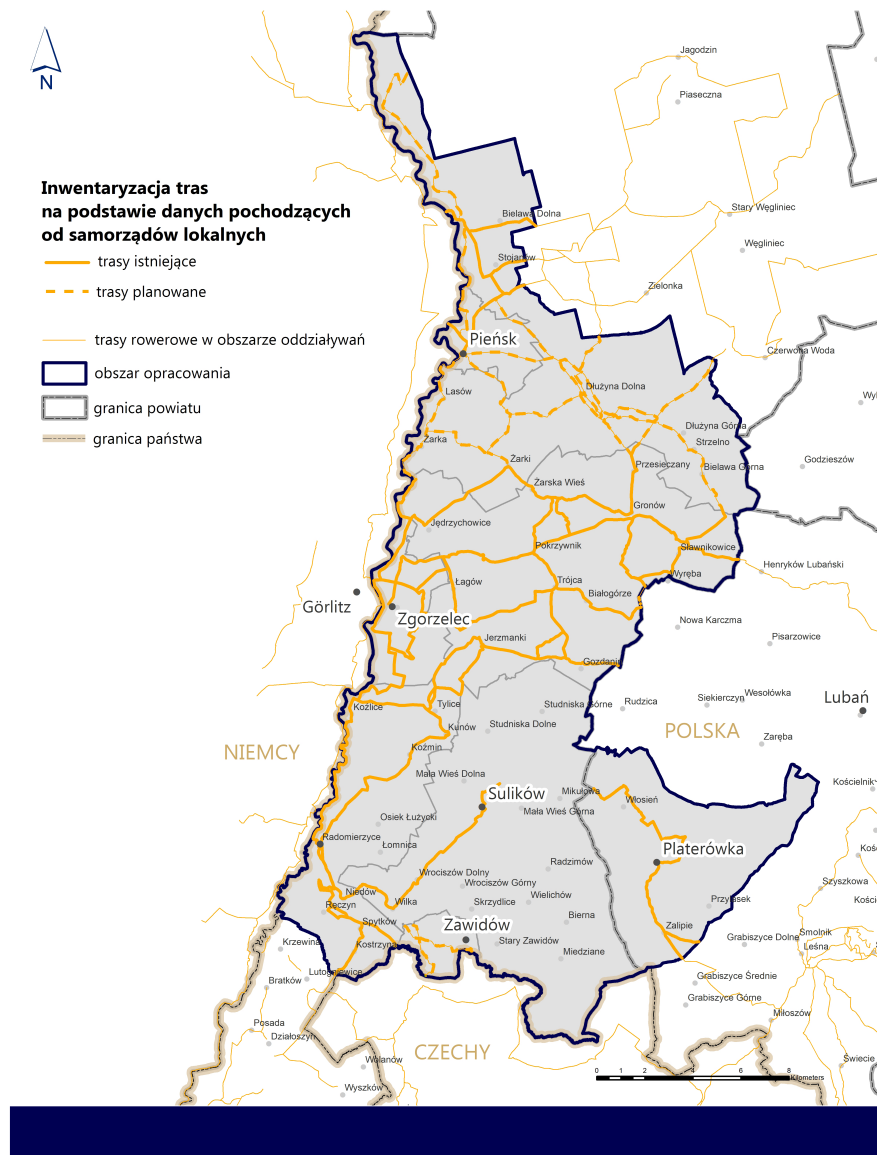 N
Inwentaryzacja tras
na podstawie danych pochodzących
od samorządów lokalnych
trasy istniejące
trasy planowane
trasy rowerowe w obszarze oddziaływań
obszar opracowania
granica powiatu
granica państwa
Jagodzin
Piaseczna
Stary Węgliniec
Bielawa Dolna
Węgliniec
Stojanów
Zielonka
Pieńsk
Czerwona Woda
Dłużyna Dolna
Lasów
Dłużyna Górna
Żarka
Strzelno
Żarki
Przesieczany
Bielawa Górna
Godzieszów
Żarska Wieś
Gronów
Jędrzychowice
Pokrzywnik
Sławnikowice
Henryków Lubański
Łagów
Trójca
Wyręba
Białogórze
Görlitz
Zgorzelec
Nowa Karczma
Jerzmanki
Pisarzowice
Gozdanin
Koźlice
Tylice
Studniska Górne
Rudzica
Siekierczyn
Wesołówka
Lubań
Kunów
Studniska Dolne
POLSKA
Zaręba
NIEMCY
Koźmin
Mała Wieś Dolna
Kościelnik
Sulików
Mikułowa
Włosień
Mała Wieś Górna
Osiek Łużycki
Radomierzyce
Łomnica
Platerówka
Radzimów
Wrociszów Dolny
Wrociszów Górny
Szyszkowa
Niedów
Wielichów
Wilka
Skrzydlice
Przylasek
Ręczyn
Spytków
Bierna
Zawidów
Zalipie
Krzewina
Kostrzyna
Stary Zawidów
Grabiszyce Dolne
Smolnik
Leśna
Miedziane
Lutogniewice
Bratków
Grabiszyce Średnie
Grabiszyce Górne
Miłoszów
Posada
Działoszyn
CZECHY
Wolanów
Świecie
0 1 2 4 6 8
Kilometers
Wyszków